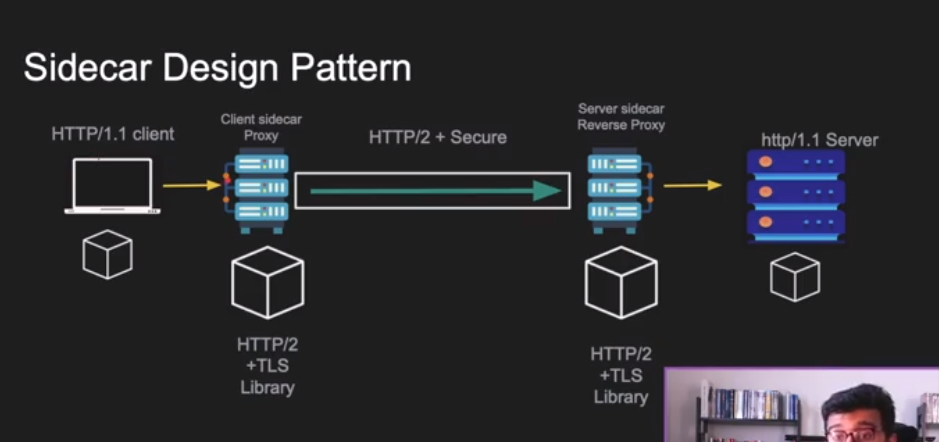 Sidecar Design Pattern
HTTP/1.1 client
Client sidecar
Proxy
HTTP/2 + Secure
Server sidecar
Reverse Proxy
http/1.1 Server
HTTP/2
+TLS
Library
HTTP/2
+TLS
Library